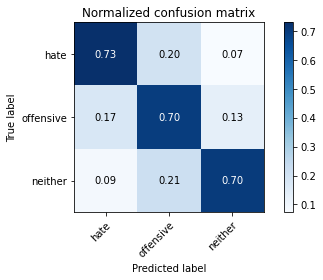 Normalized confusion matrix
True label
hate
offensive
neither
0.73 0.20 0.07
0.17 0.70 0.13
0.09 0.21 0.70
hate
offensive
neither
Predicted label
0.7
0.6
0.5
0.4
0.3
0.2
0.1